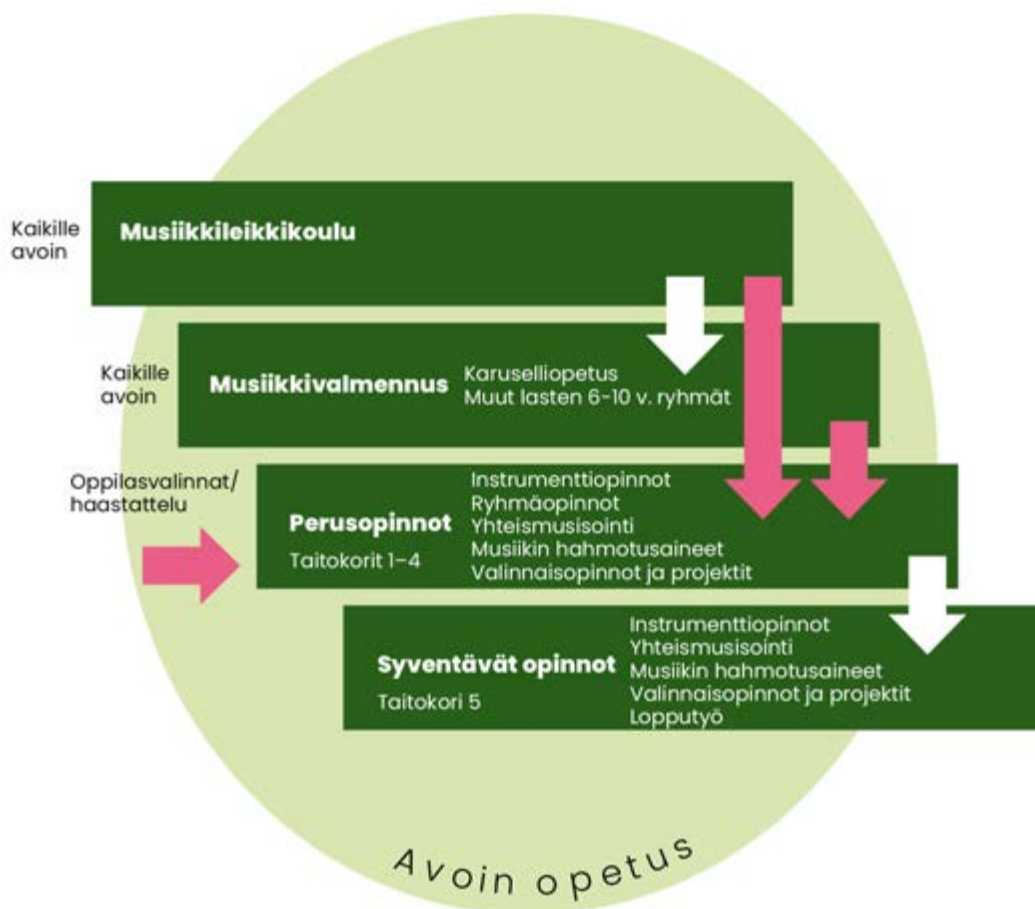 Kaikille
avoin
Musiikkileikkikoulu
Kaikille
avoin
Musiikkivalmennus
Karuselliopetus
Muut lasten 6-10 v. ryhmät
Oppilasvalinnat/
haastattelu
Perusopinnot
Taitokorit 1–4
Instrumenttiopinnot
Ryhmäopinnot
Yhteismusisointi
Musiikin hahmotusaineet
Valinnaisopinnot ja projektit
Syventävät opinnot
Taitokori 5
Instrumenttiopinnot
Yhteismusisointi
Musiikin hahmotusaineet
Valinnaisopinnot ja projektit
Lopputyö
Avoin opetus